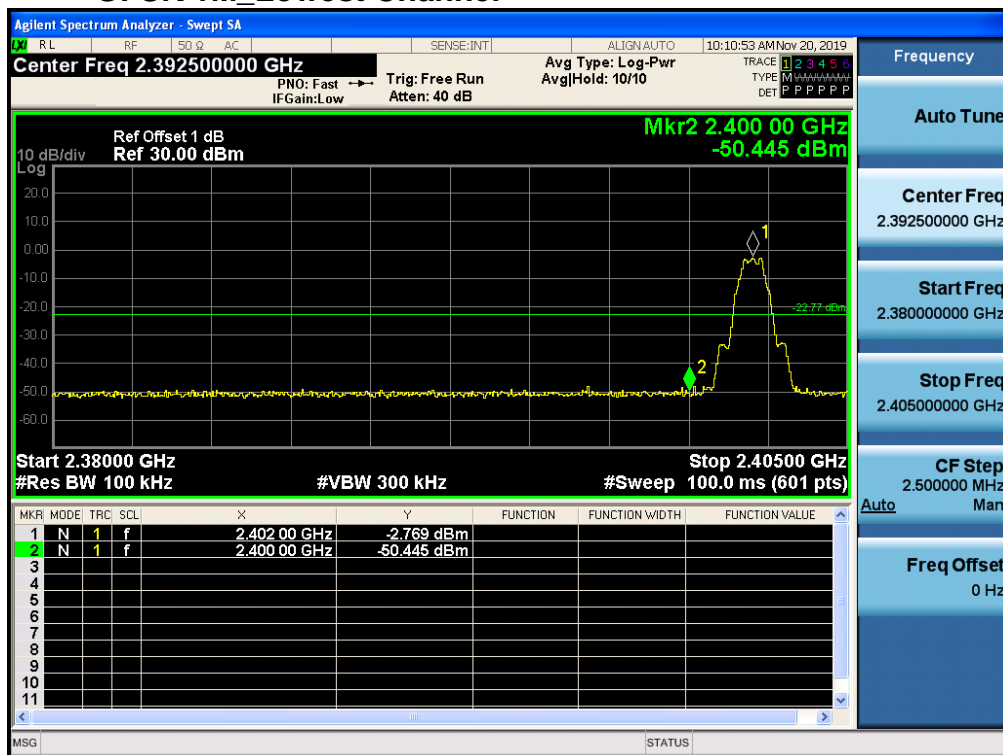 Agilent Spectrum Analyzer - Swept SA
LXI RL RF 50 Ω AC SENSE:INT ALIGN AUTO 10:10:53 AM Nov 20, 2019
Center Freq 2.392500000 GHz
PNO: Fast
IFGain:Low
Trig: Free Run
Atten: 40 dB
Avg Type: Log-Pwr
Avg|Hold: 10/10
TRACE 1 2 3 4 5 6
TYPE M
DET P P P P P P
Ref Offset 1 dB
10 dB/div Ref 30.00 dBm
Log
Mkr2 2.400 00 GHz
-50.445 dBm
20.0
10.0
0.00
-10.0
-20.0
-30.0
-40.0
-50.0
-60.0
1
-22.77 dBm
2
Start 2.38000 GHz Stop 2.40500 GHz
#Res BW 100 kHz #VBW 300 kHz #Sweep 100.0 ms (601 pts)
MKR MODE TRC SCL X Y FUNCTION FUNCTION WIDTH FUNCTION VALUE
1 N 1 f 2.402 00 GHz -2.769 dBm
2 N 1 f 2.400 00 GHz -50.445 dBm
3
4
5
6
7
8
9
10
11
MSG STATUS
Frequency
Auto Tune
Center Freq
2.392500000 GHz
Start Freq
2.380000000 GHz
Stop Freq
2.405000000 GHz
CF Step
2.500000 MHz
Auto Man
Freq Offset
0 Hz